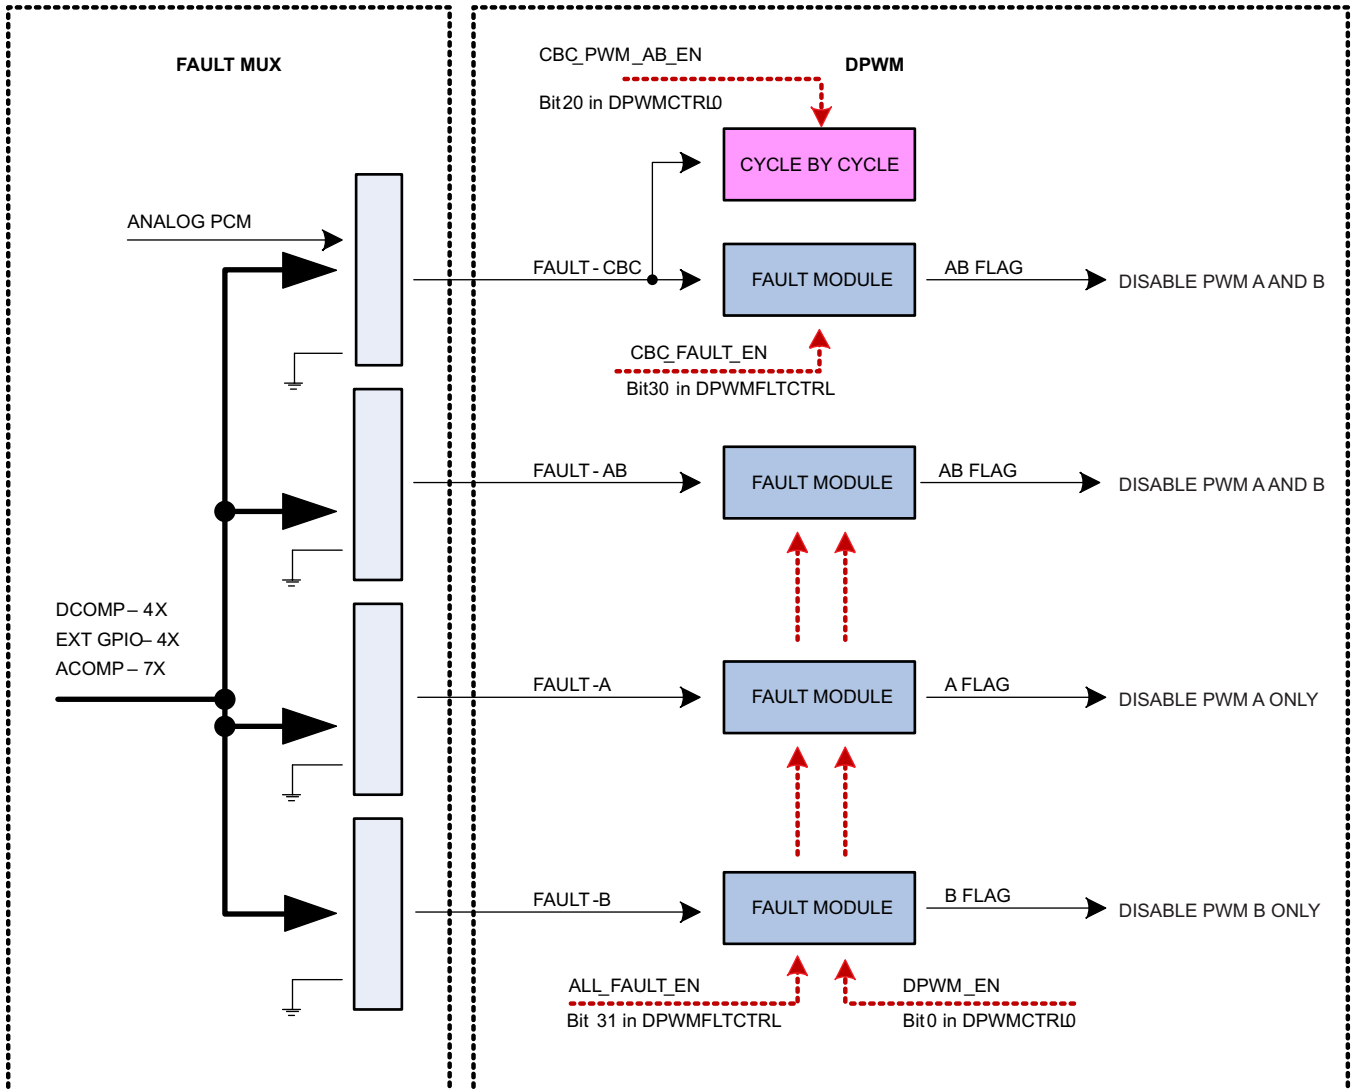 FAULT MUX
DPWM
CBC_PWM_AB_EN
Bit20 in DPWMCTRL0
CYCLE BY CYCLE
ANALOG PCM
FAULT - CBC
FAULT MODULE
AB FLAG
DISABLE PWM A AND B
CBC_FAULT_EN
Bit30 in DPWMFLTCTRL
FAULT - AB
FAULT MODULE
AB FLAG
DISABLE PWM A AND B
DCOMP – 4X
EXT GPIO – 4X
ACOMP – 7X
FAULT -A
FAULT MODULE
A FLAG
DISABLE PWM A ONLY
FAULT -B
FAULT MODULE
B FLAG
DISABLE PWM B ONLY
ALL_FAULT_EN
Bit 31 in DPWMFLTCTRL
DPWM_EN
Bit0 in DPWMCTRL0